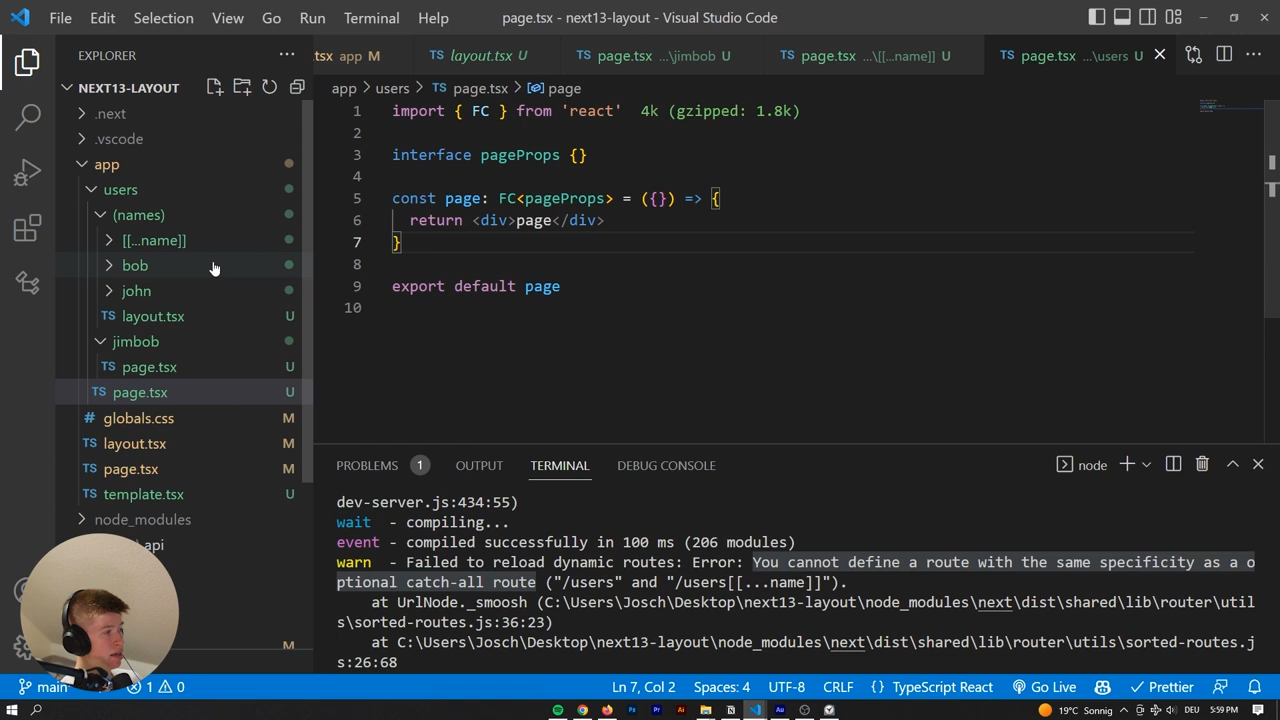 File Edit Selection View Go Run Terminal Help page.tsx - next13-layout - Visual Studio Code
EXPLORER
NEXT13-LAYOUT
.next
.vscode
app
users
(names)
[[...name]]
bob
john
TS layout.tsx U
jimbob
TS page.tsx U
TS page.tsx U
# globals.css M
TS layout.tsx M
TS page.tsx M
TS template.tsx U
node_modules
api
M
tsx app M TS layout.tsx U TS page.tsx ...\jimbob U TS page.tsx ...\[[...name]] U TS page.tsx ...\users U
app > users > TS page.tsx > page
1 import { FC } from 'react' 4k (gzipped: 1.8k)
2
3 interface pageProps {}
4
5 const page: FC<pageProps> = ({}) => {
6 return <div>page</div>
7 }
8
9 export default page
10
PROBLEMS 1 OUTPUT TERMINAL DEBUG CONSOLE node
dev-server.js:434:55)
wait - compiling...
event - compiled successfully in 100 ms (206 modules)
warn - Failed to reload dynamic routes: Error: You cannot define a route with the same specificity as a o
ptional catch-all route ("/users" and "/users[[...name]]").
at UrlNode._smoosh (C:\Users\Josch\Desktop\next13-layout\node_modules\next\dist\shared\lib\router\util
s\sorted-routes.js:36:23)
at C:\Users\Josch\Desktop\next13-layout\node_modules\next\dist\shared\lib\router\utils\sorted-routes.j
s:26:68
main 1 0 Ln 7, Col 2 Spaces: 4 UTF-8 CRLF {} TypeScript React Go Live Prettier
Ps Pr Ai Au 19°C Sonnig DEU 5:59 PM